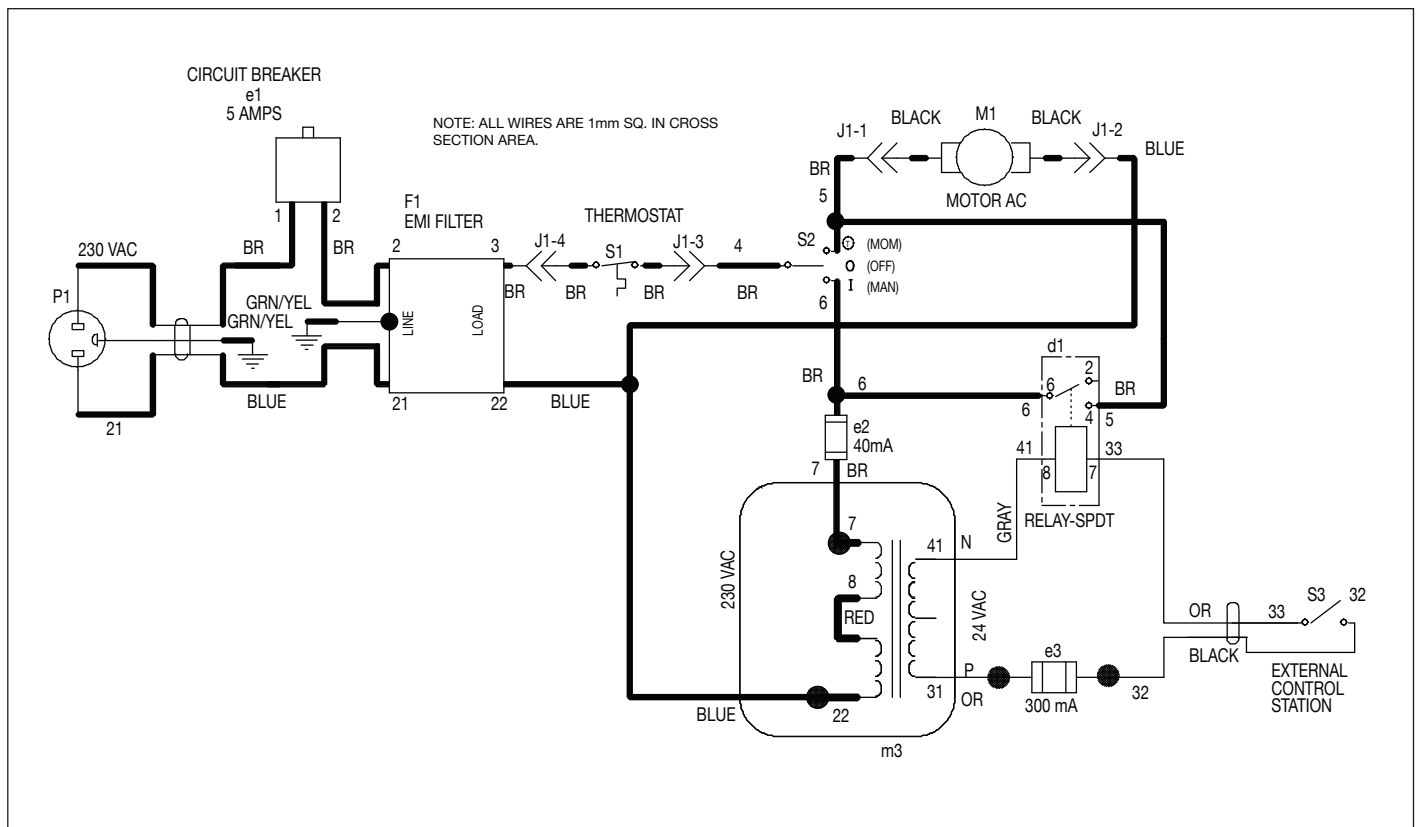 CIRCUIT BREAKER
e1
5 AMPS
NOTE: ALL WIRES ARE 1mm SQ. IN CROSS
SECTION AREA.
1
2
BR
BR
230 VAC
P1
GRN/YEL
GRN/YEL
BLUE
21
F1
EMI FILTER
2
3
LINE
LOAD
21
22
BLUE
THERMOSTAT
J1-4
S1
J1-3
4
BR
BR
BR
BR
J1-1
BLACK
M1
BLACK
J1-2
BLUE
BR
5
MOTOR AC
S2
T
(MOM)
O
(OFF)
I
(MAN)
6
BR
6
6
d1
6
2
4
BR
5
41
33
8
7
RELAY-SPDT
GRAY
e2
40mA
7
BR
230 VAC
7
8
RED
22
BLUE
m3
41
N
24 VAC
P
31
OR
e3
300 mA
32
OR
BLACK
33
S3
32
EXTERNAL
CONTROL
STATION